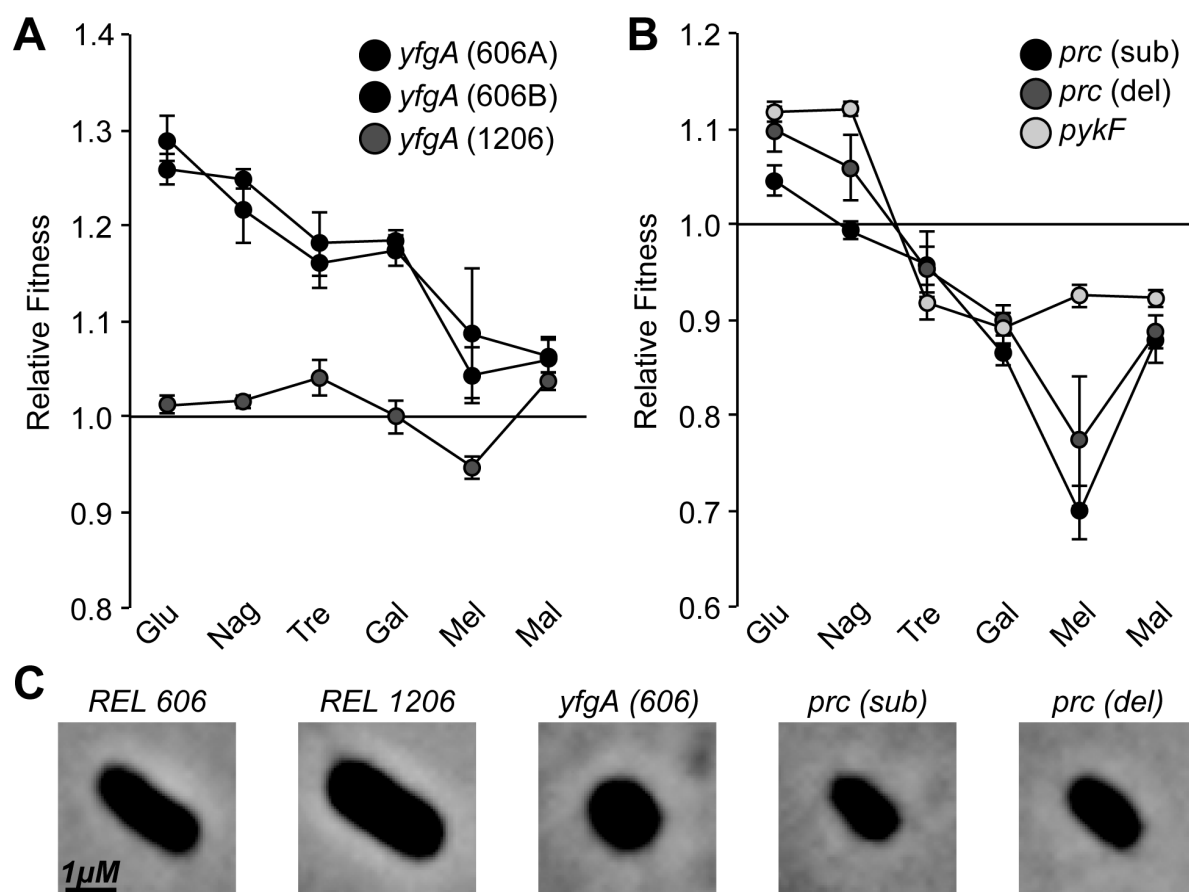 A
B
yfgA (606A)
yfgA (606B)
yfgA (1206)
prc (sub)
prc (del)
pykF
Relative Fitness
1.4
1.3
1.2
1.1
1.0
0.9
0.8
Glu Nag Tre Gal Mel Mal
Relative Fitness
1.2
1.1
1.0
0.9
0.8
0.7
0.6
Glu Nag Tre Gal Mel Mal
C
REL 606 REL 1206 yfgA (606) prc (sub) prc (del)
1µM